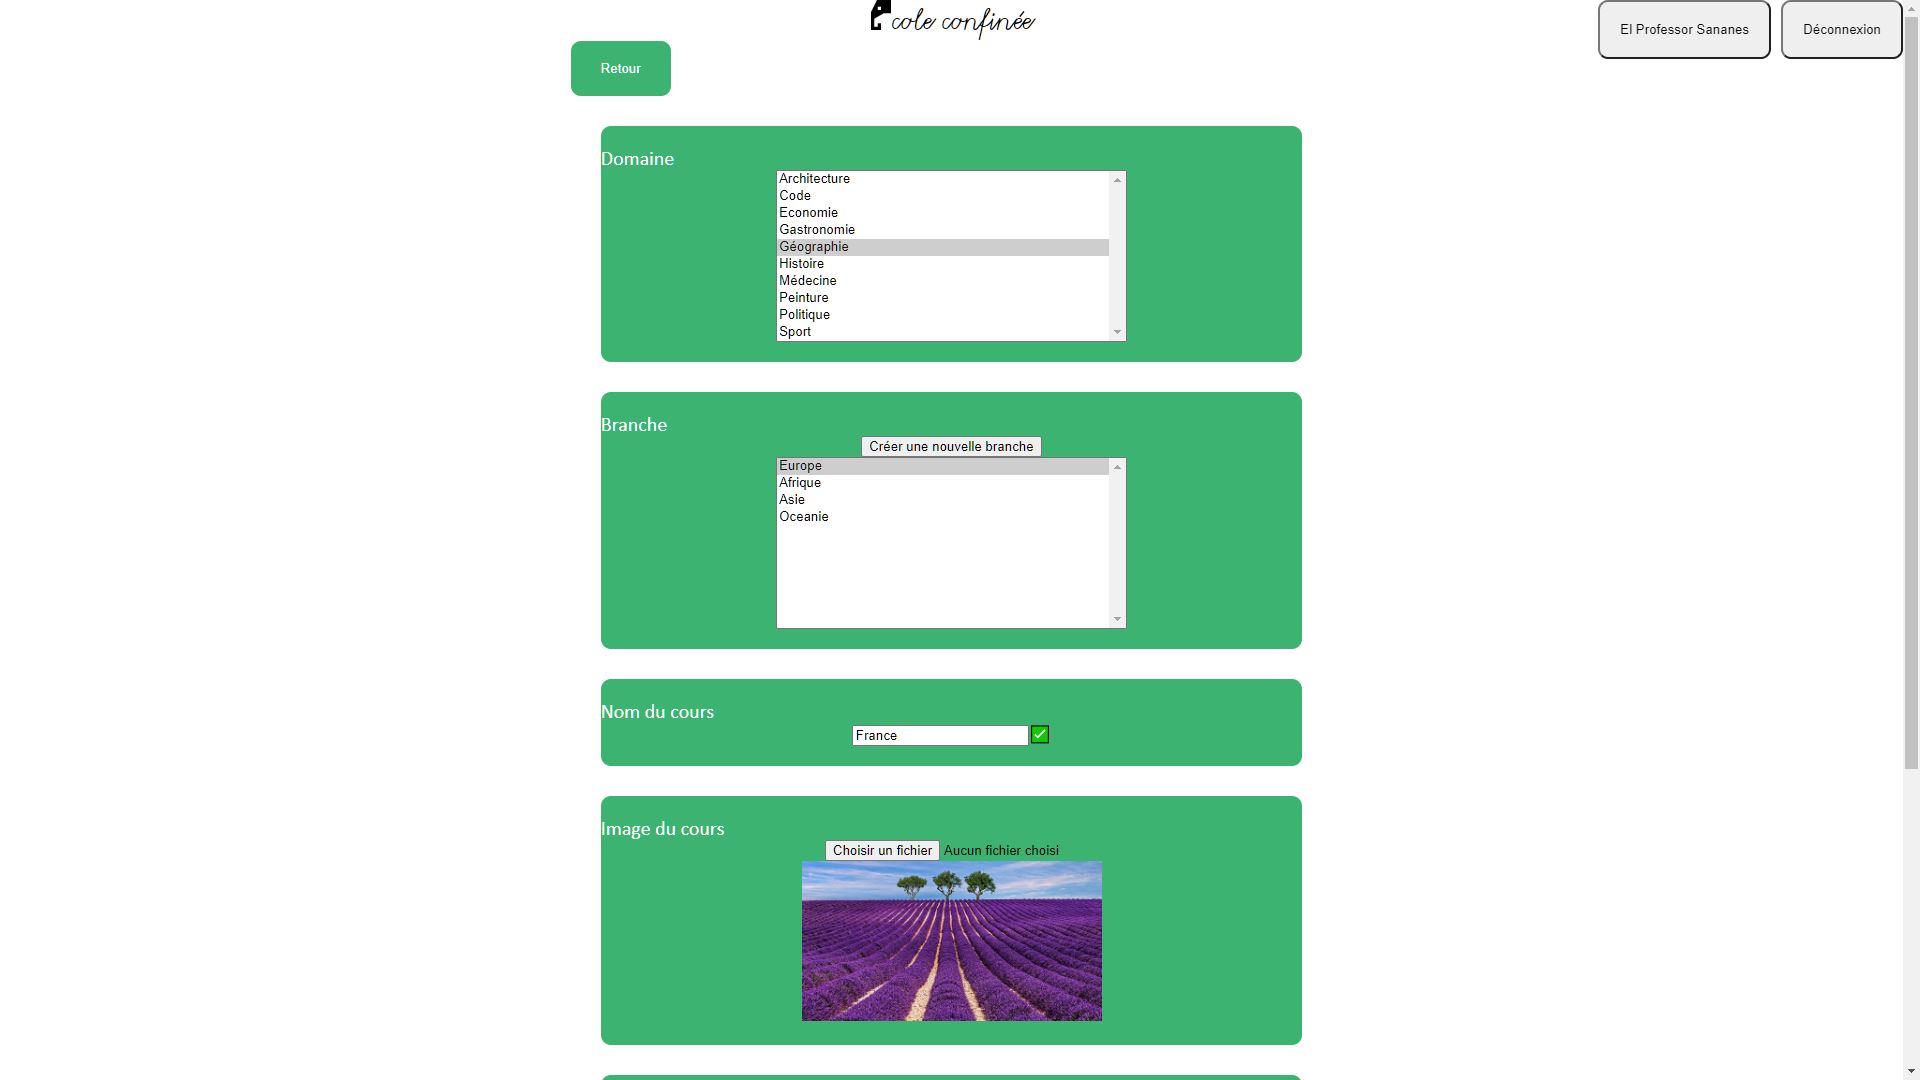 École confinée
El Professor Sananes
Déconnexion
Retour
Domaine
Architecture
Code
Economie
Gastronomie
Géographie
Histoire
Médecine
Peinture
Politique
Sport
Branche
Créer une nouvelle branche
Europe
Afrique
Asie
Oceanie
Nom du cours
France
Image du cours
Choisir un fichier Aucun fichier choisi